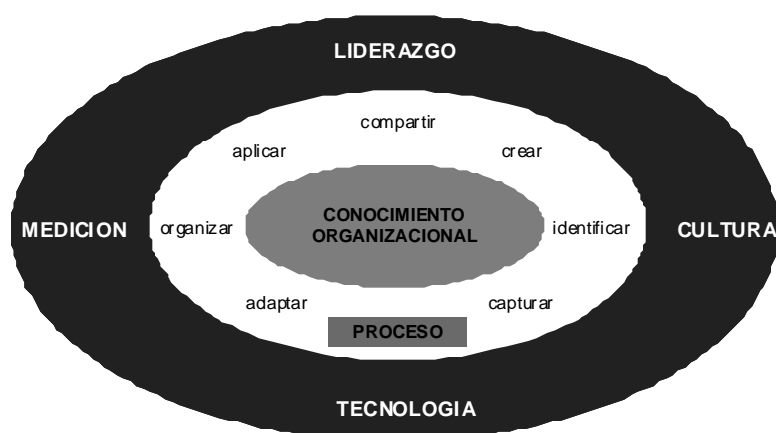 LIDERAZGO
compartir
aplicar
crear
CONOCIMIENTO
ORGANIZACIONAL
MEDICION
organizar
identificar
CULTURA
adaptar
capturar
PROCESO
TECNOLOGIA